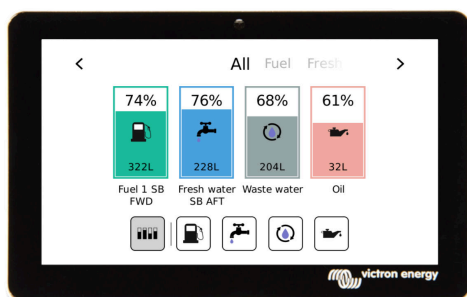 < All Fuel Fresh >
74% 76% 68% 61%
322L 228L 204L 32L
Fuel 1 SB FWD
Fresh water SB AFT
Waste water
Oil
victron energy